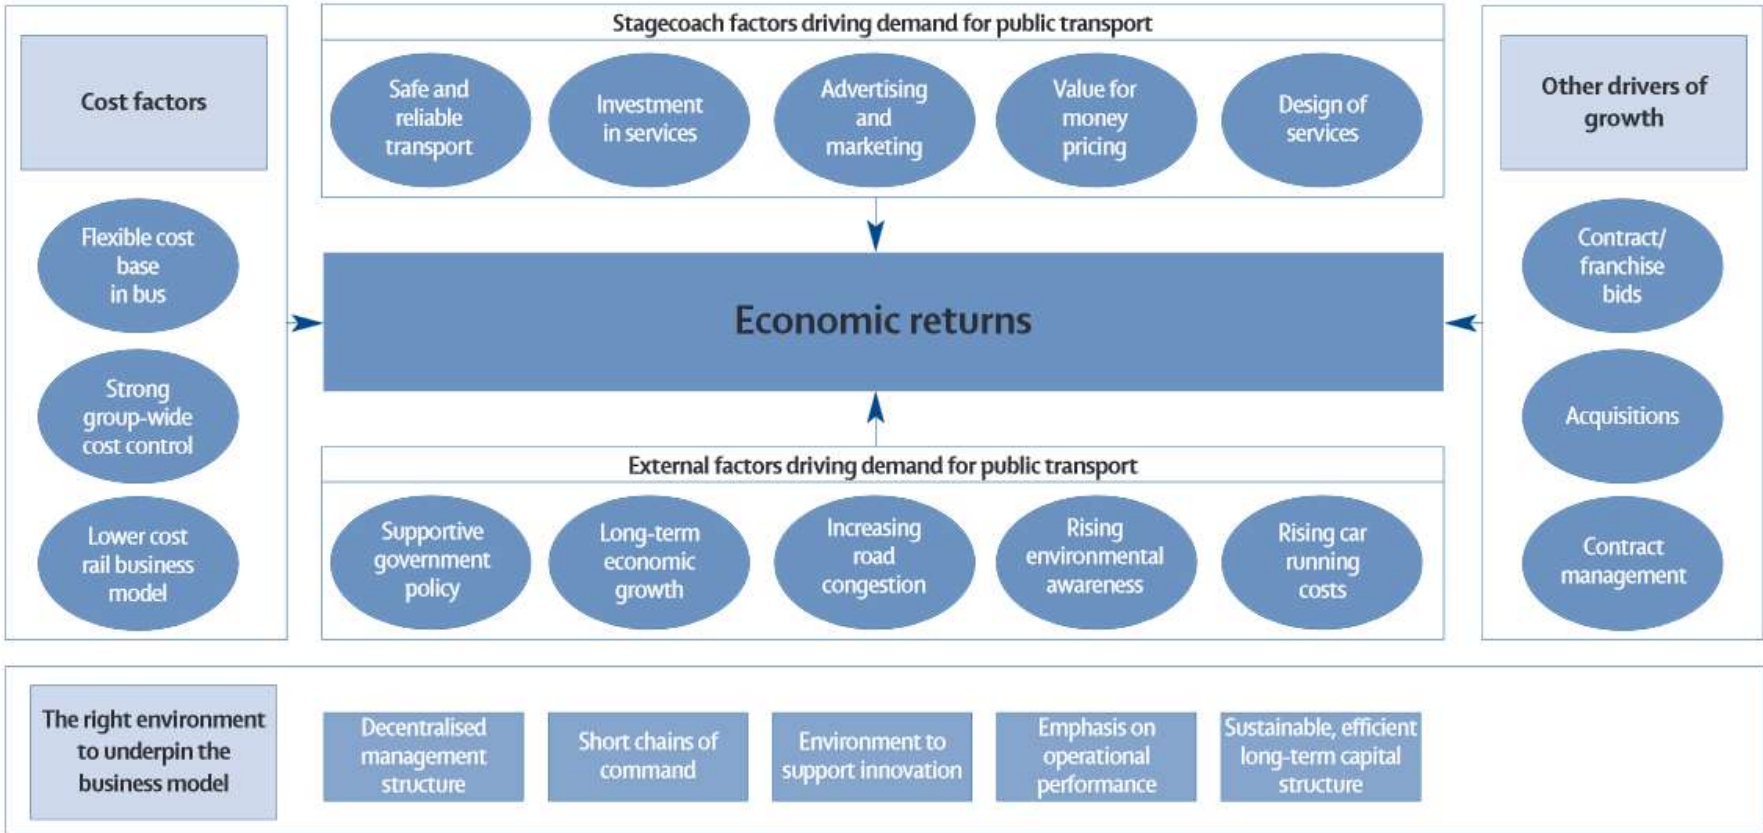 Cost factors
Flexible cost
base
in bus
Strong
group-wide
cost control
Lower cost
rail business
model
Stagecoach factors driving demand for public transport
Safe and
reliable
transport
Investment
in services
Advertising
and
marketing
Value for
money
pricing
Design of
services
Economic returns
External factors driving demand for public transport
Supportive
government
policy
Long-term
economic
growth
Increasing
road
congestion
Rising
environmental
awareness
Rising car
running
costs
Other drivers of
growth
Contract/
franchise
bids
Acquisitions
Contract
management
The right environment
to underpin the
business model
Decentralised
management
structure
Short chains of
command
Environment to
support innovation
Emphasis on
operational
performance
Sustainable, efficient
long-term capital
structure